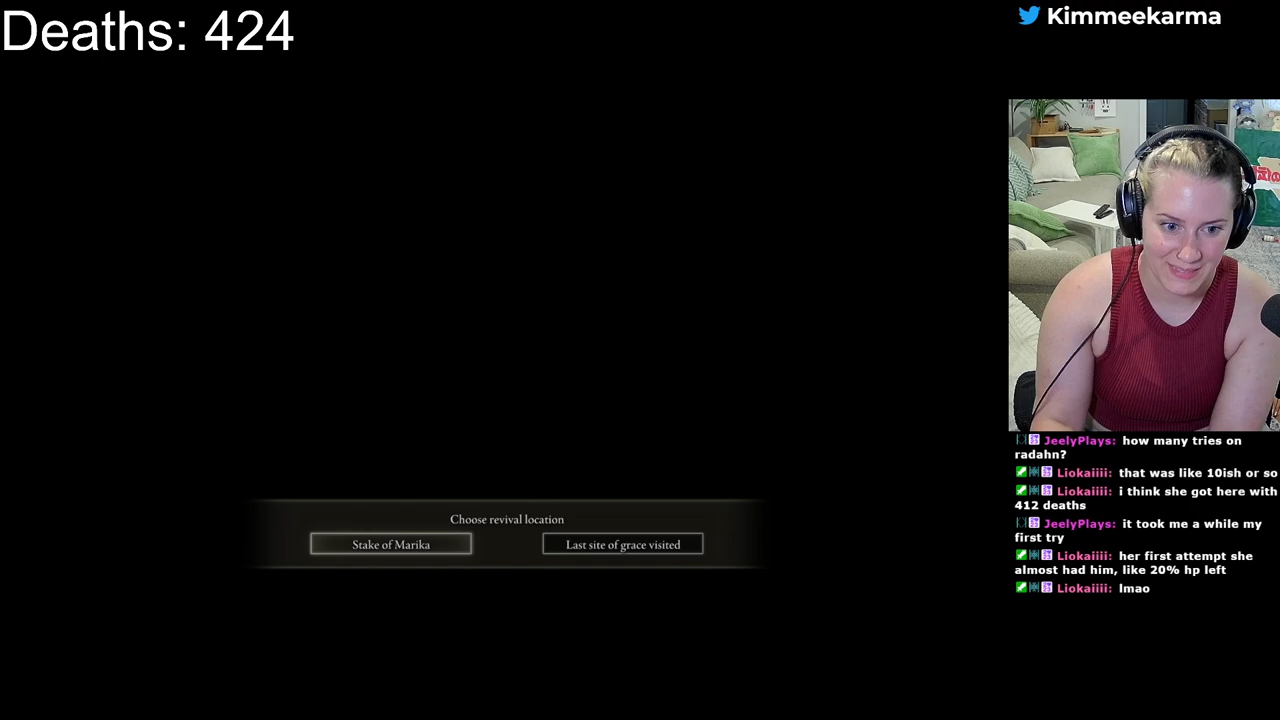 Deaths: 424
Kimmeekarma
JeelyPlays: how many tries on
radahn?
Liokaiiii: that was like 10ish or so
Liokaiiii: i think she got here with
412 deaths
JeelyPlays: it took me a while my
first try
Liokaiiii: her first attempt she
almost had him, like 20% hp left
Liokaiiii: lmao
Choose revival location
Stake of Marika
Last site of grace visited